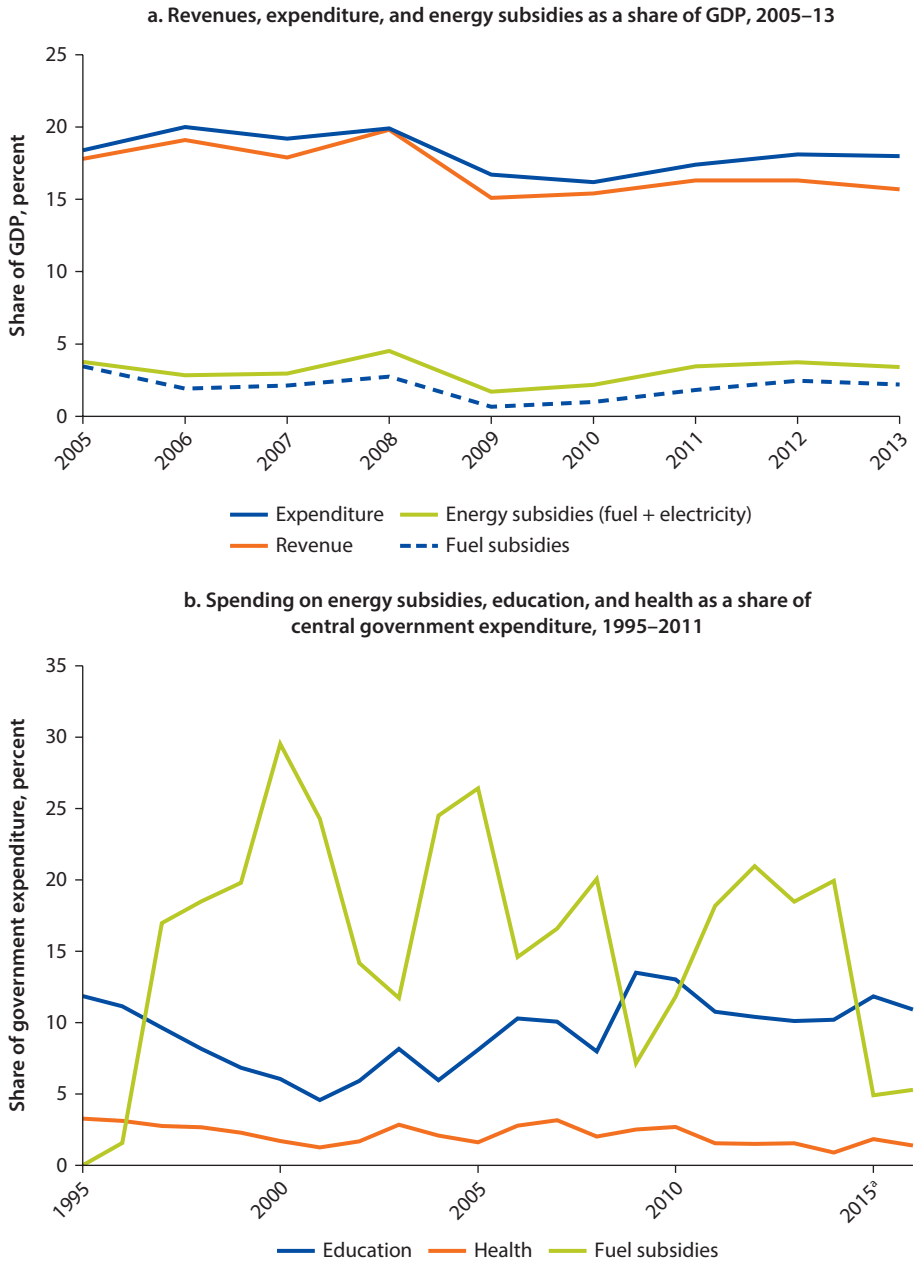 a. Revenues, expenditure, and energy subsidies as a share of GDP, 2005–13
Share of GDP, percent
25
20
15
10
5
0
2005
2006
2007
2008
2009
2010
2011
2012
2013
Expenditure
Energy subsidies (fuel + electricity)
Revenue
Fuel subsidies
b. Spending on energy subsidies, education, and health as a share of
central government expenditure, 1995–2011
Share of government expenditure, percent
35
30
25
20
15
10
5
0
1995
2000
2005
2010
2015ᵃ
Education
Health
Fuel subsidies